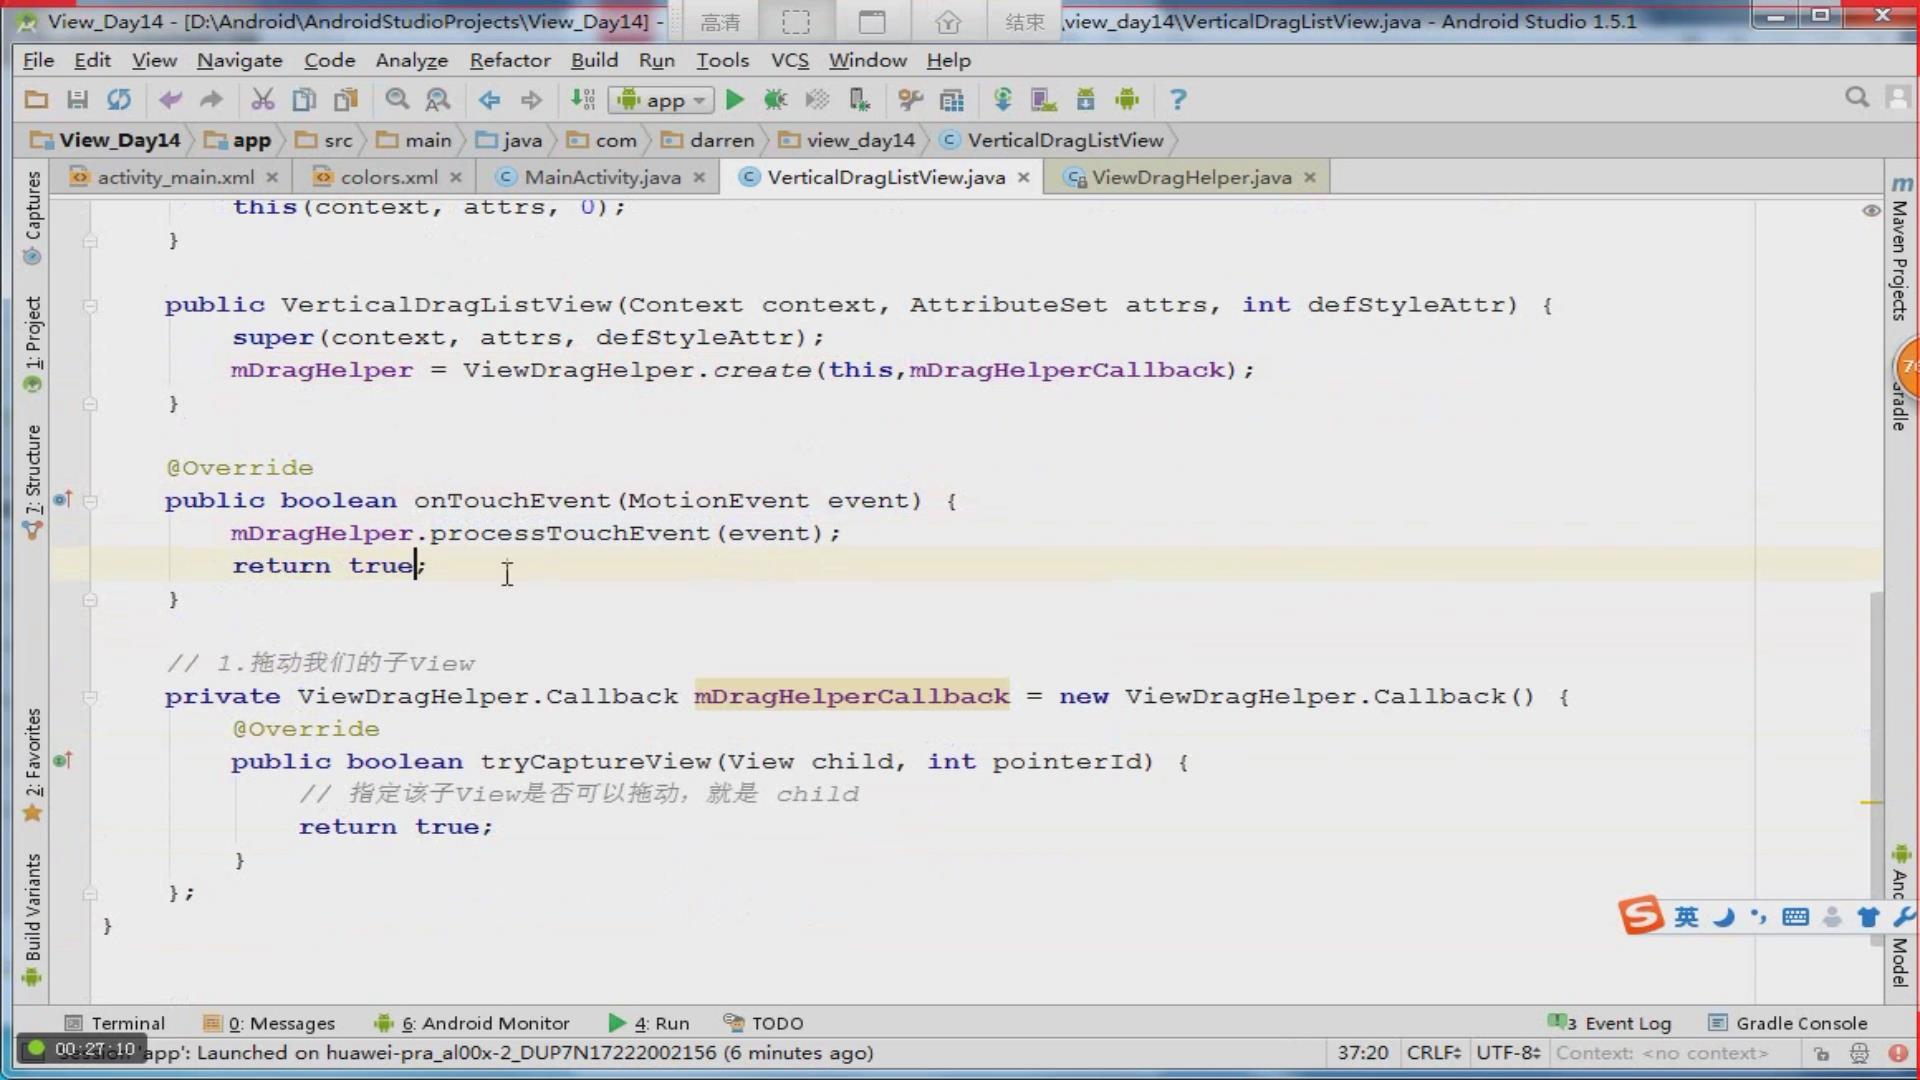 View_Day14 - [D:\Android\AndroidStudioProjects\View_Day14] - 高清 结束 \view_day14\VerticalDragListView.java - Android Studio 1.5.1
File Edit View Navigate Code Analyze Refactor Build Run Tools VCS Window Help
app
View_Day14 app src main java com darren view_day14 VerticalDragListView
activity_main.xml colors.xml MainActivity.java VerticalDragListView.java ViewDragHelper.java
this(context, attrs, 0);
}
public VerticalDragListView(Context context, AttributeSet attrs, int defStyleAttr) {
super(context, attrs, defStyleAttr);
mDragHelper = ViewDragHelper.create(this,mDragHelperCallback);
}
@Override
public boolean onTouchEvent(MotionEvent event) {
mDragHelper.processTouchEvent(event);
return true;
}
// 1.拖动我们的子View
private ViewDragHelper.Callback mDragHelperCallback = new ViewDragHelper.Callback() {
@Override
public boolean tryCaptureView(View child, int pointerId) {
// 指定该子View是否可以拖动，就是 child
return true;
}
};
}
Captures
1: Project
7: Structure
2: Favorites
Build Variants
Maven Projects
Gradle
Model
英
Terminal 0: Messages 6: Android Monitor 4: Run TODO 3 Event Log Gradle Console
00:27:10 'app': Launched on huawei-pra_al00x-2_DUP7N17222002156 (6 minutes ago) 37:20 CRLF UTF-8 Context: <no context>